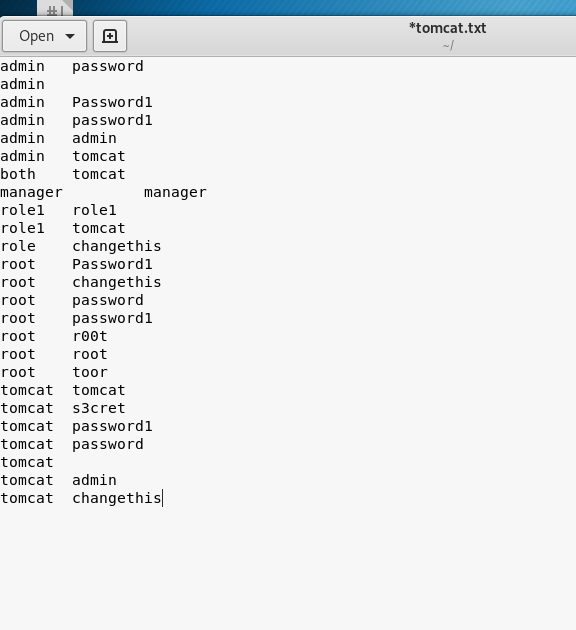 #!
Open
*tomcat.txt
~/
admin password
admin
admin Password1
admin password1
admin admin
admin tomcat
both tomcat
manager manager
role1 role1
role1 tomcat
role changethis
root Password1
root changethis
root password
root password1
root r00t
root root
root toor
tomcat tomcat
tomcat s3cret
tomcat password1
tomcat password
tomcat
tomcat admin
tomcat changethis